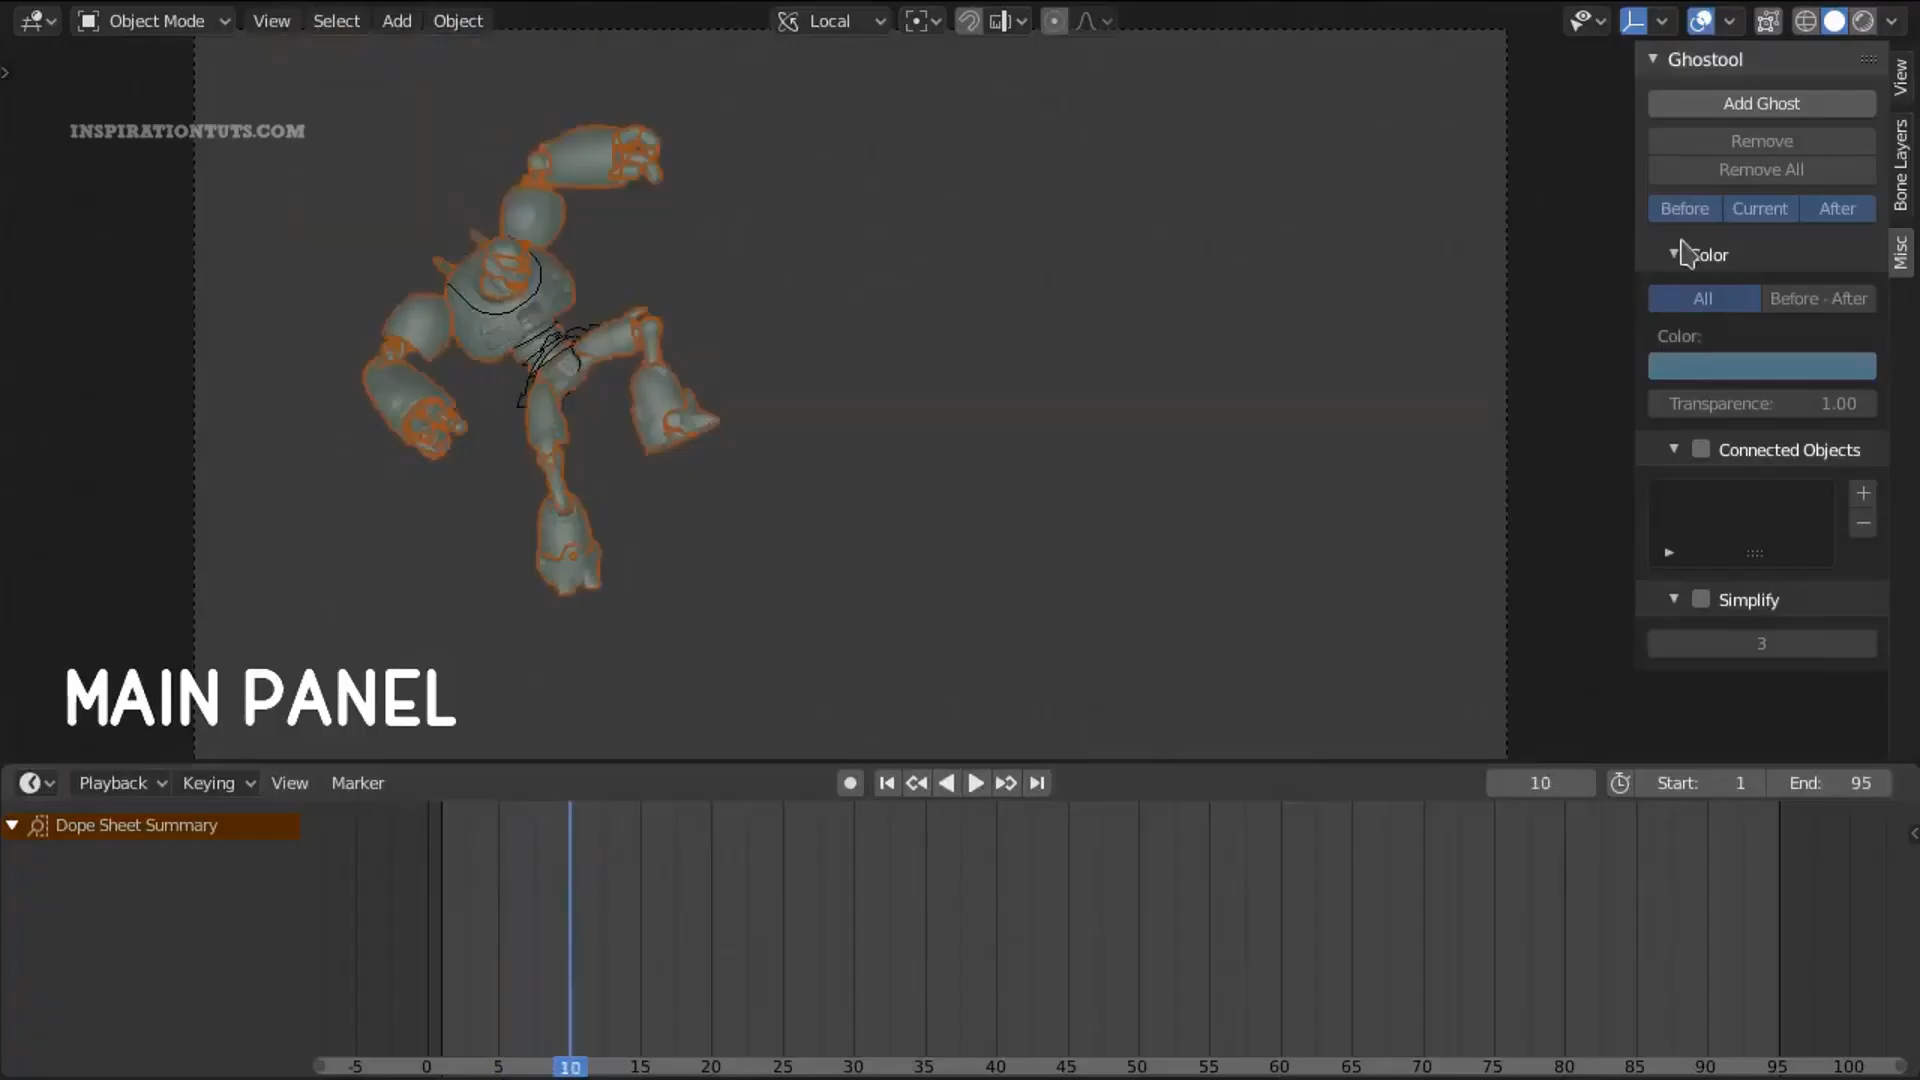 Object Mode View Select Add Object Local
Ghostool
Add Ghost
Remove
Remove All
Before Current After
Color
All Before - After
Color:
Transparence: 1.00
Connected Objects
Simplify
3
View
Bone Layers
Misc
INSPIRATIONTUTS.COM
MAIN PANEL
Playback Keying View Marker 10 Start: 1 End: 95
Dope Sheet Summary
-5 0 5 10 15 20 25 30 35 40 45 50 55 60 65 70 75 80 85 90 95 100